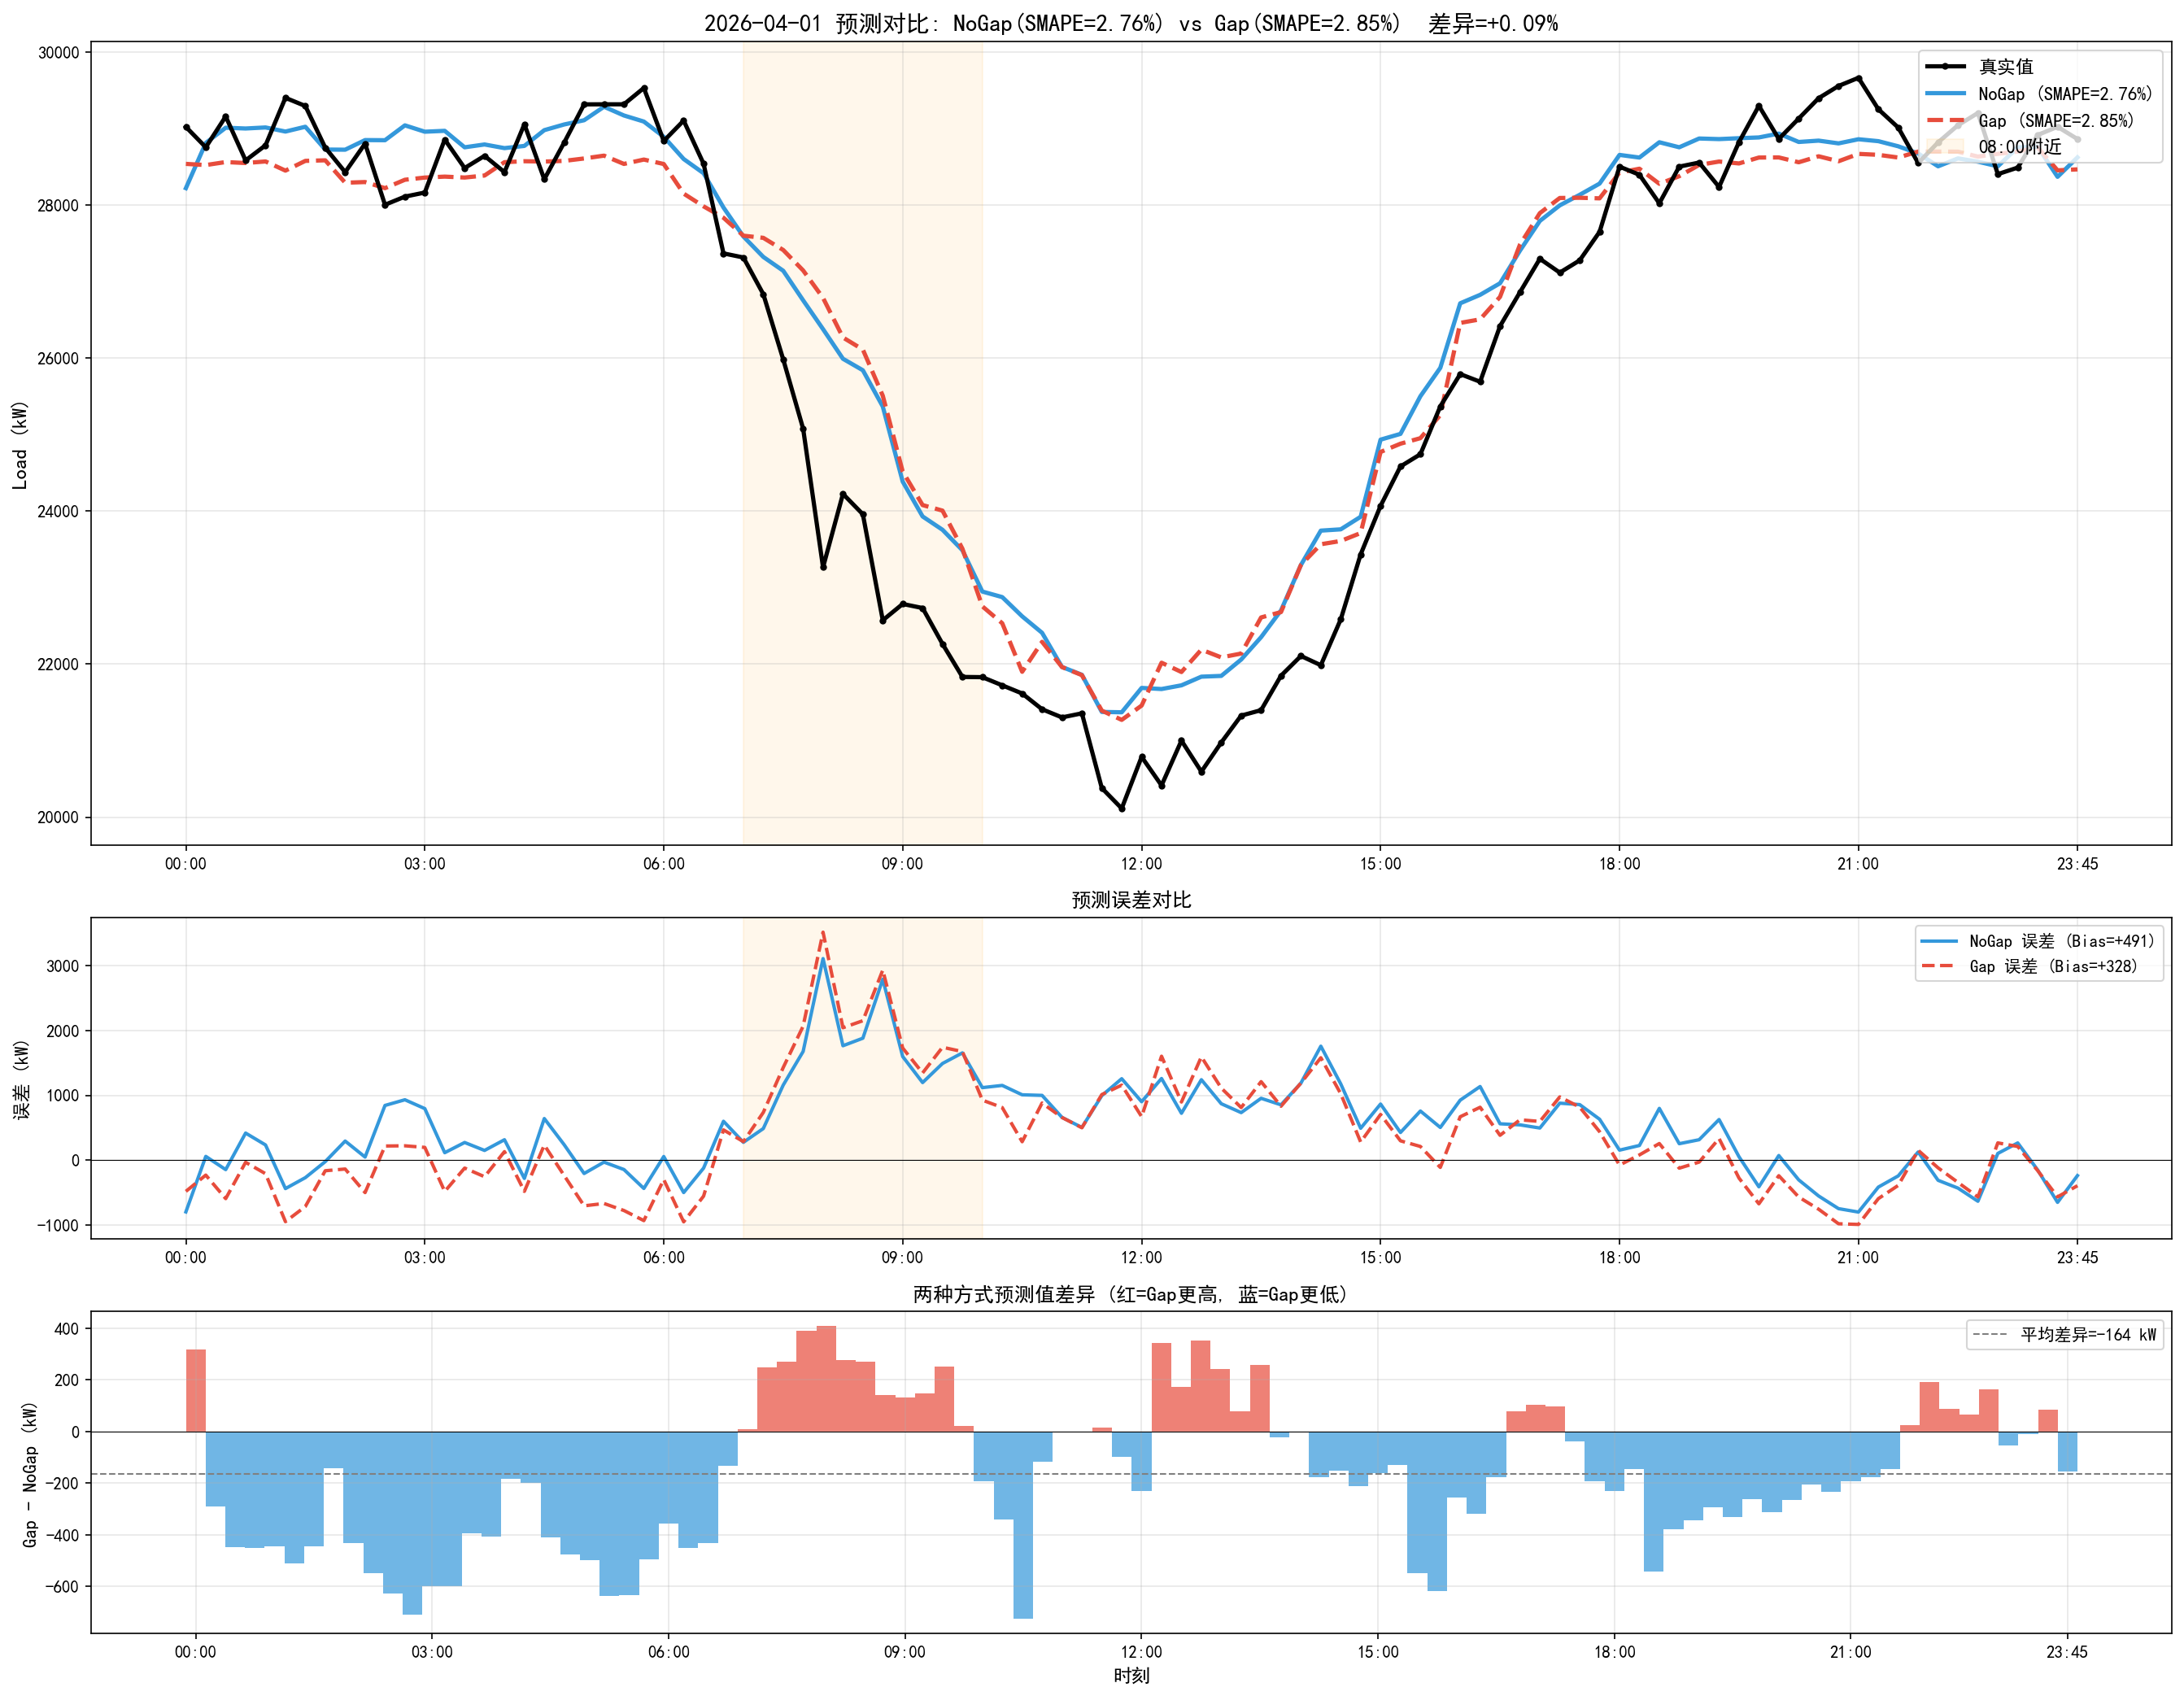 2026-04-01 预测对比: NoGap(SMAPE=2.76%) vs Gap(SMAPE=2.85%)  差异=+0.09%
30000
28000
26000
24000
22000
20000
Load (kW)
真实值
NoGap (SMAPE=2.76%)
Gap (SMAPE=2.85%)
08:00附近
00:00 03:00 06:00 09:00 12:00 15:00 18:00 21:00 23:45
预测误差对比
3000
2000
1000
0
−1000
误差 (kW)
NoGap 误差 (Bias=+491)
Gap 误差 (Bias=+328)
00:00 03:00 06:00 09:00 12:00 15:00 18:00 21:00 23:45
两种方式预测值差异 (红=Gap更高, 蓝=Gap更低)
400
200
0
−200
−400
−600
Gap - NoGap (kW)
平均差异=-164 kW
00:00 03:00 06:00 09:00 12:00 15:00 18:00 21:00 23:45
时刻